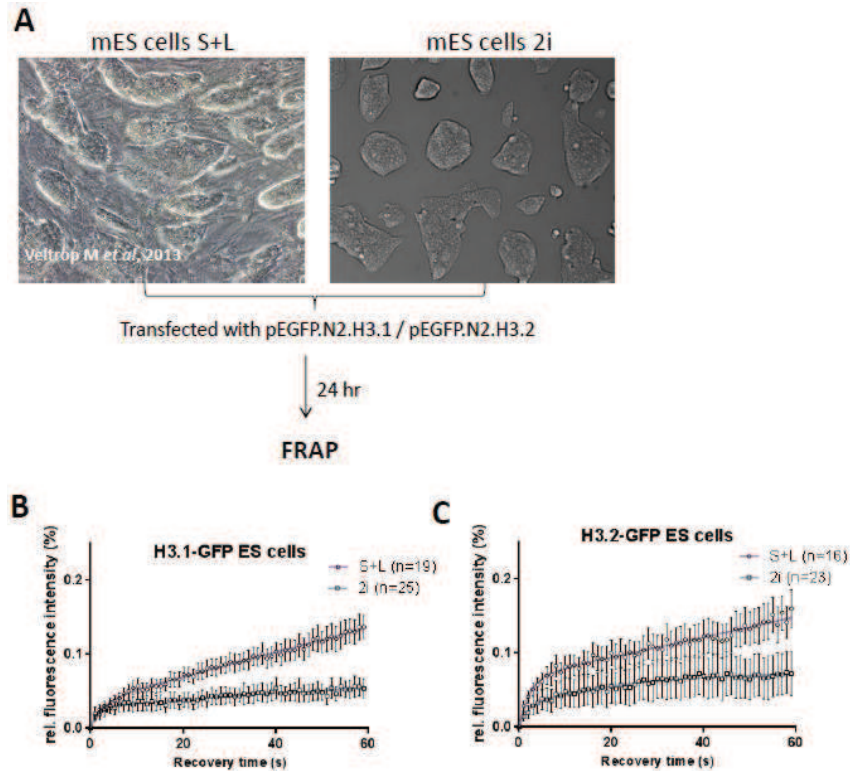 A
mES cells S+L
mES cells 2i
Veltrop M et al, 2013
Transfected with pEGFP.N2.H3.1 / pEGFP.N2.H3.2
24 hr
FRAP
B
H3.1-GFP ES cells
rel. fluorescence intensity (%)
S+L (n=19)
2i (n=25)
0.2
0.1
0.0
0 20 40 60
Recovery time (s)
C
H3.2-GFP ES cells
rel. fluorescence intensity (%)
S+L (n=16)
2i (n=23)
0.2
0.1
0.0
0 20 40 60
Recovery time (s)